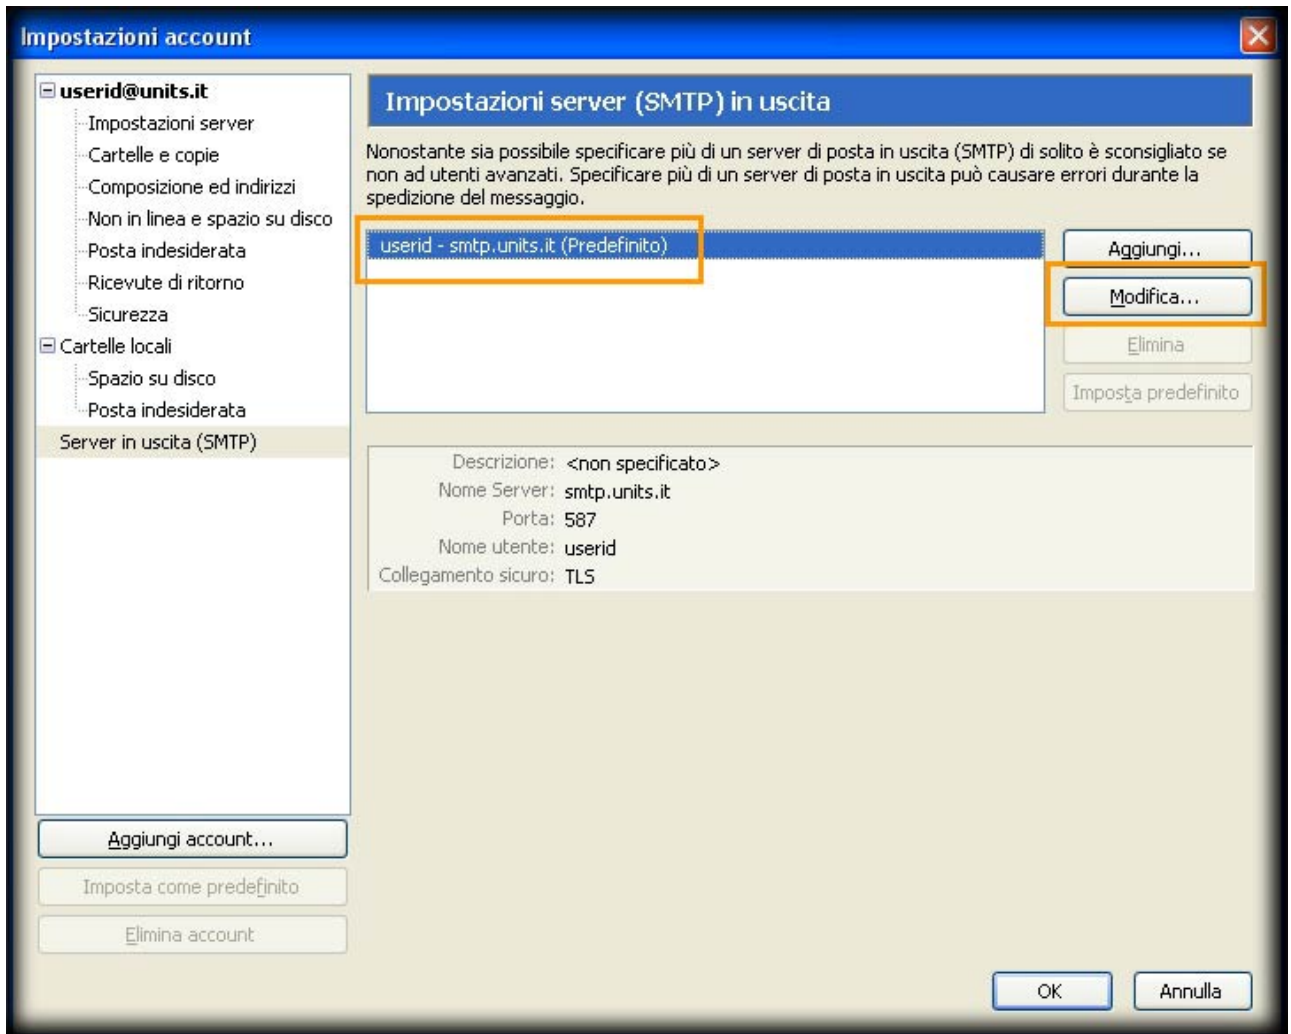 Impostazioni account
userid@units.it
Impostazioni server
Cartelle e copie
Composizione ed indirizzi
Non in linea e spazio su disco
Posta indesiderata
Ricevute di ritorno
Sicurezza
Cartelle locali
Spazio su disco
Posta indesiderata
Server in uscita (SMTP)
Aggiungi account...
Imposta come predefinito
Elimina account
Impostazioni server (SMTP) in uscita
Nonostante sia possibile specificare più di un server di posta in uscita (SMTP) di solito è sconsigliato se
non ad utenti avanzati. Specificare più di un server di posta in uscita può causare errori durante la
spedizione del messaggio.
userid - smtp.units.it (Predefinito)
Aggiungi...
Modifica...
Elimina
Imposta predefinito
Descrizione: <non specificato>
Nome Server: smtp.units.it
Porta: 587
Nome utente: userid
Collegamento sicuro: TLS
OK
Annulla